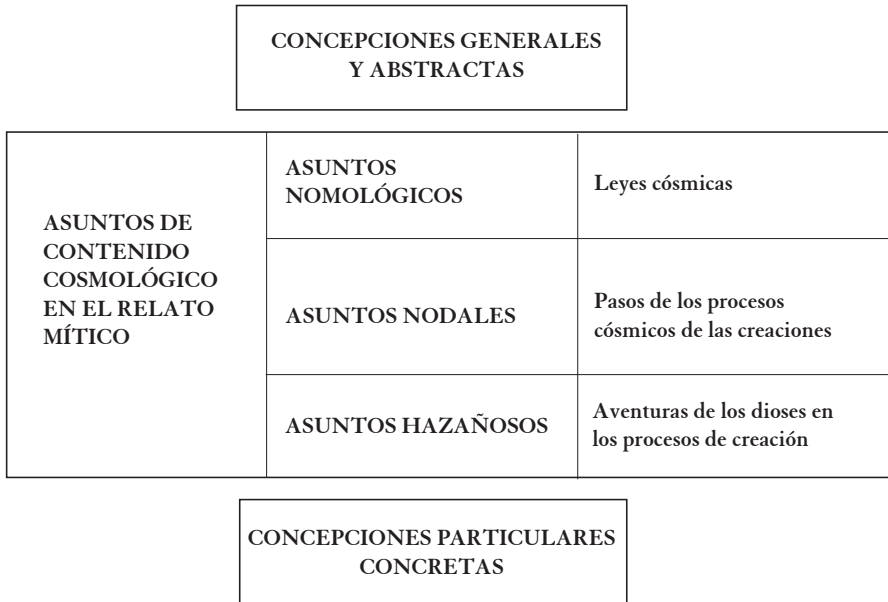 CONCEPCIONES GENERALES
Y ABSTRACTAS
ASUNTOS DE
CONTENIDO
COSMOLÓGICO
EN EL RELATO
MÍTICO
ASUNTOS
NOMOLÓGICOS
Leyes cósmicas
ASUNTOS NODALES
Pasos de los procesos
cósmicos de las creaciones
ASUNTOS HAZAÑOSOS
Aventuras de los dioses en
los procesos de creación
CONCEPCIONES PARTICULARES
CONCRETAS